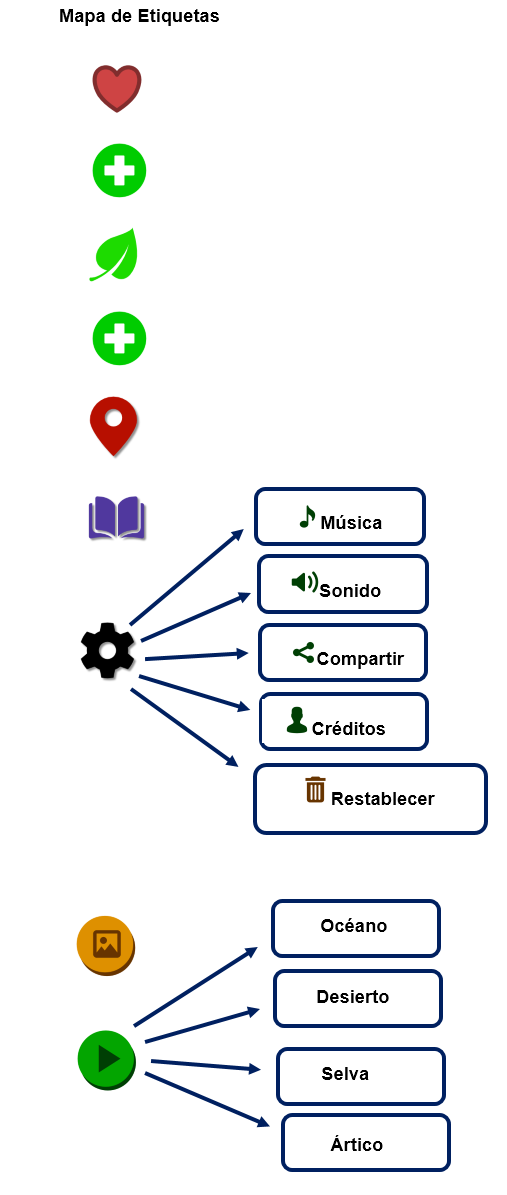 Mapa de Etiquetas
Música
Sonido
Compartir
Créditos
Restablecer
Océano
Desierto
Selva
Ártico